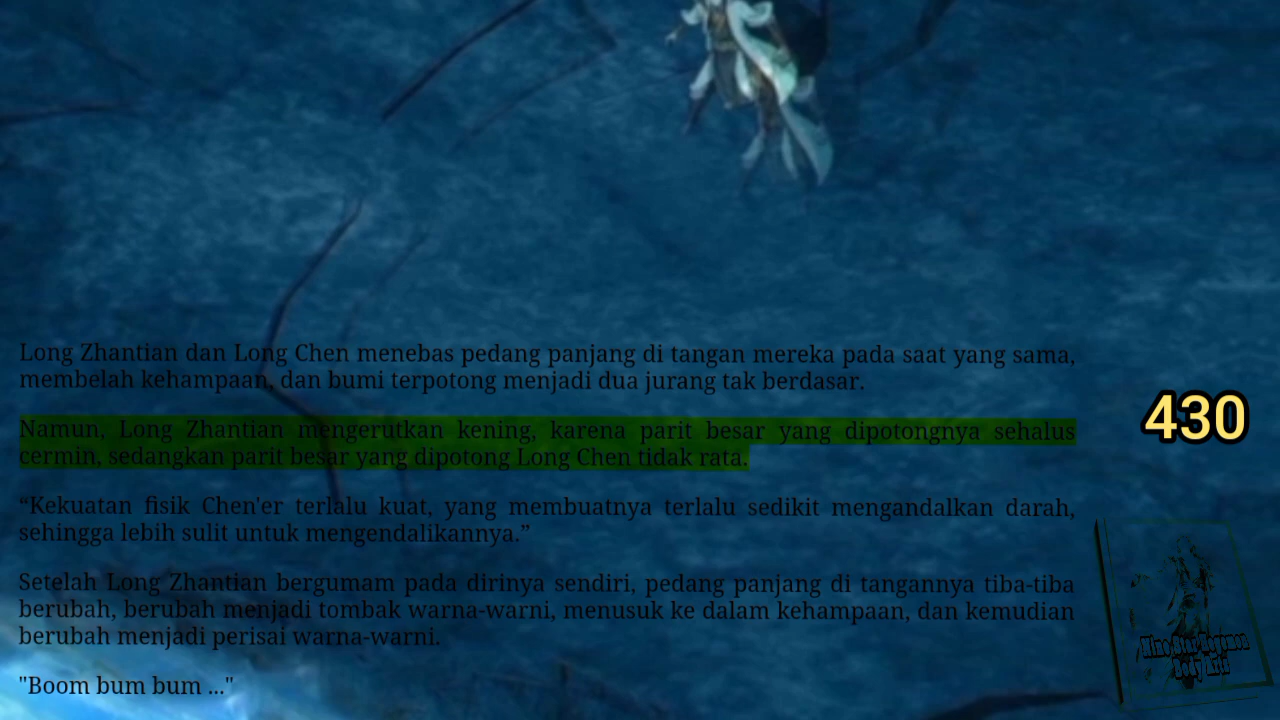 Long Zhantian dan Long Chen menebas pedang panjang di tangan mereka pada saat yang sama,
membelah kehampaan, dan bumi terpotong menjadi dua jurang tak berdasar.
Namun, Long Zhantian mengerutkan kening, karena parit besar yang dipotongnya sehalus
cermin, sedangkan parit besar yang dipotong Long Chen tidak rata.
430
“Kekuatan fisik Chen'er terlalu kuat, yang membuatnya terlalu sedikit mengandalkan darah,
sehingga lebih sulit untuk mengendalikannya.”
Setelah Long Zhantian bergumam pada dirinya sendiri, pedang panjang di tangannya tiba-tiba
berubah, berubah menjadi tombak warna-warni, menusuk ke dalam kehampaan, dan kemudian
berubah menjadi perisai warna-warni.
"Boom bum bum ..."
Nine Star
Body Arts